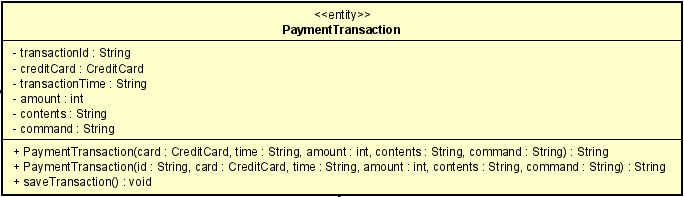 <<entity>>
PaymentTransaction
- transactionId : String
- creditCard : CreditCard
- transactionTime : String
- amount : int
- contents : String
- command : String
+ PaymentTransaction(card : CreditCard, time : String, amount : int, contents : String, command : String) : String
+ PaymentTransaction(id : String, card : CreditCard, time : String, amount : int, contents : String, command : String) : String
+ saveTransaction() : void